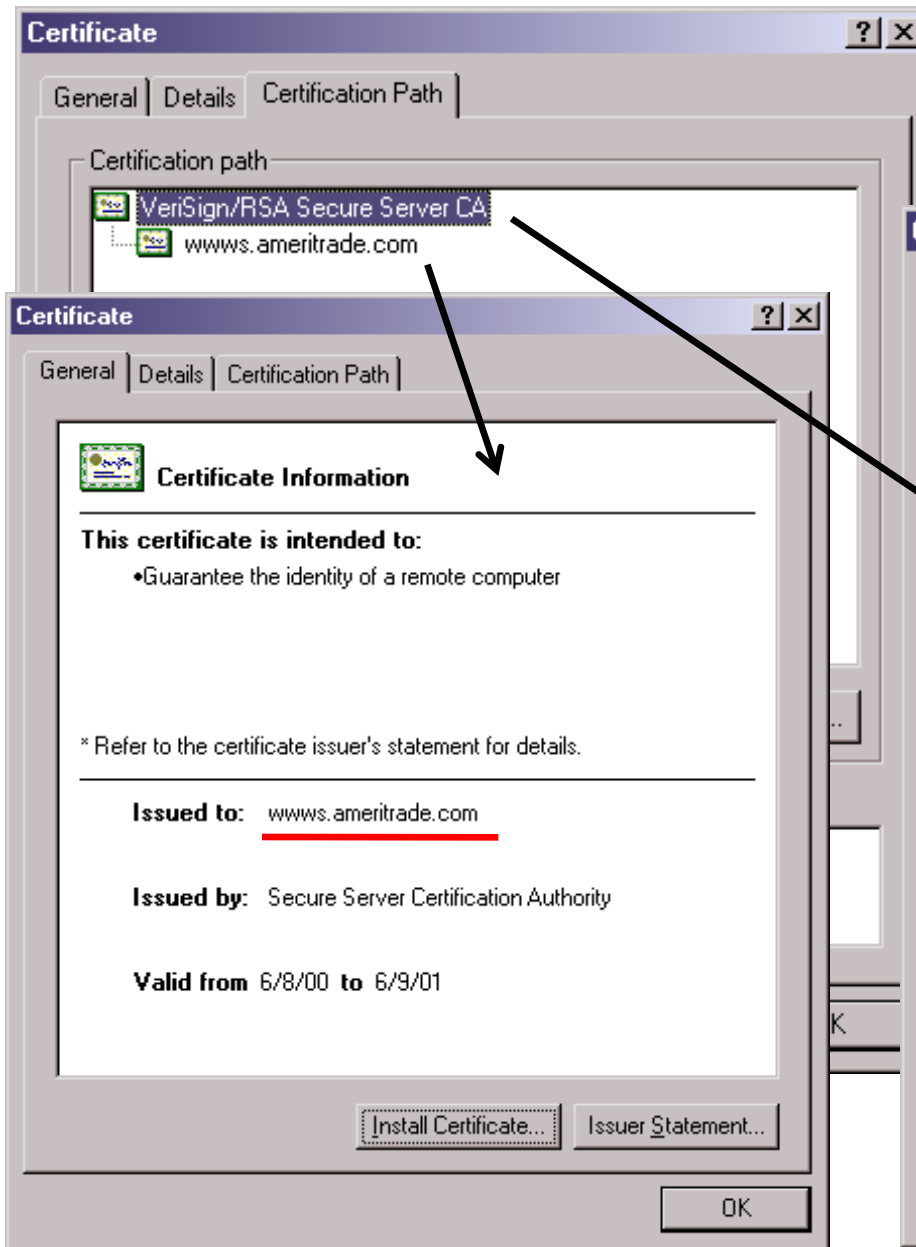 Certificate
General Details Certification Path
Certification path
VeriSign/RSA Secure Server CA
wwws.ameritrade.com
Certificate
General Details Certification Path
Certificate Information
This certificate is intended to:
•Guarantee the identity of a remote computer
* Refer to the certificate issuer's statement for details.
Issued to: wwws.ameritrade.com
Issued by: Secure Server Certification Authority
Valid from 6/8/00 to 6/9/01
Install Certificate... Issuer Statement...
OK